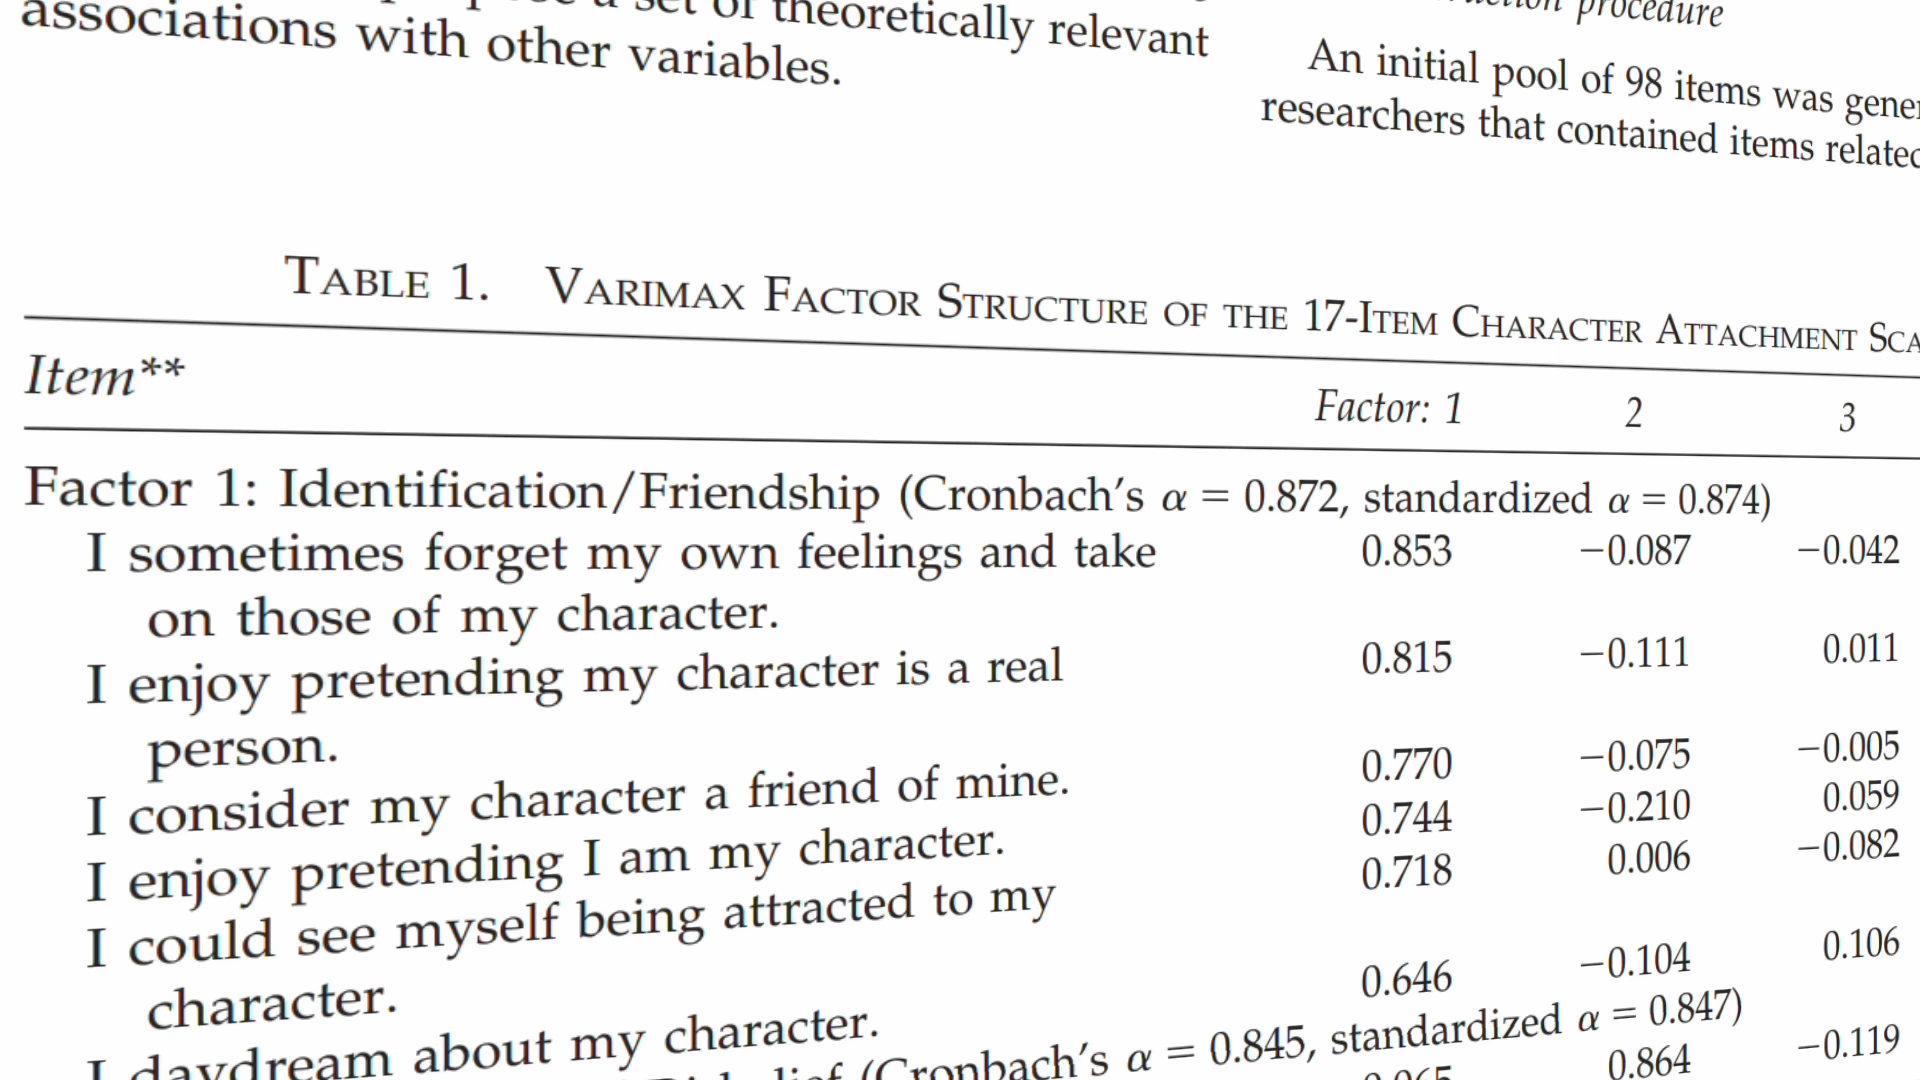 a set of theoretically relevant
associations with other variables.
procedure
An initial pool of 98 items was
researchers that contained items
TABLE 1. VARIMAX FACTOR STRUCTURE OF THE 17-ITEM CHARACTER ATTACHMENT
Item** Factor: 1 2 3
Factor 1: Identification/Friendship (Cronbach's α = 0.872, standardized α = 0.874)
I sometimes forget my own feelings and take 0.853 −0.087 −0.042
on those of my character.
I enjoy pretending my character is a real 0.815 −0.111 0.011
person.
I consider my character a friend of mine. 0.770 −0.075 −0.005
I enjoy pretending I am my character. 0.744 −0.210 0.059
I could see myself being attracted to my 0.718 0.006 −0.082
character.
I daydream about my character. 0.646 −0.104 0.106
(Cronbach's α = 0.845, standardized α = 0.847)
0.864 −0.119